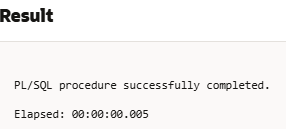 Result
PL/SQL procedure successfully completed.
Elapsed: 00:00:00.005